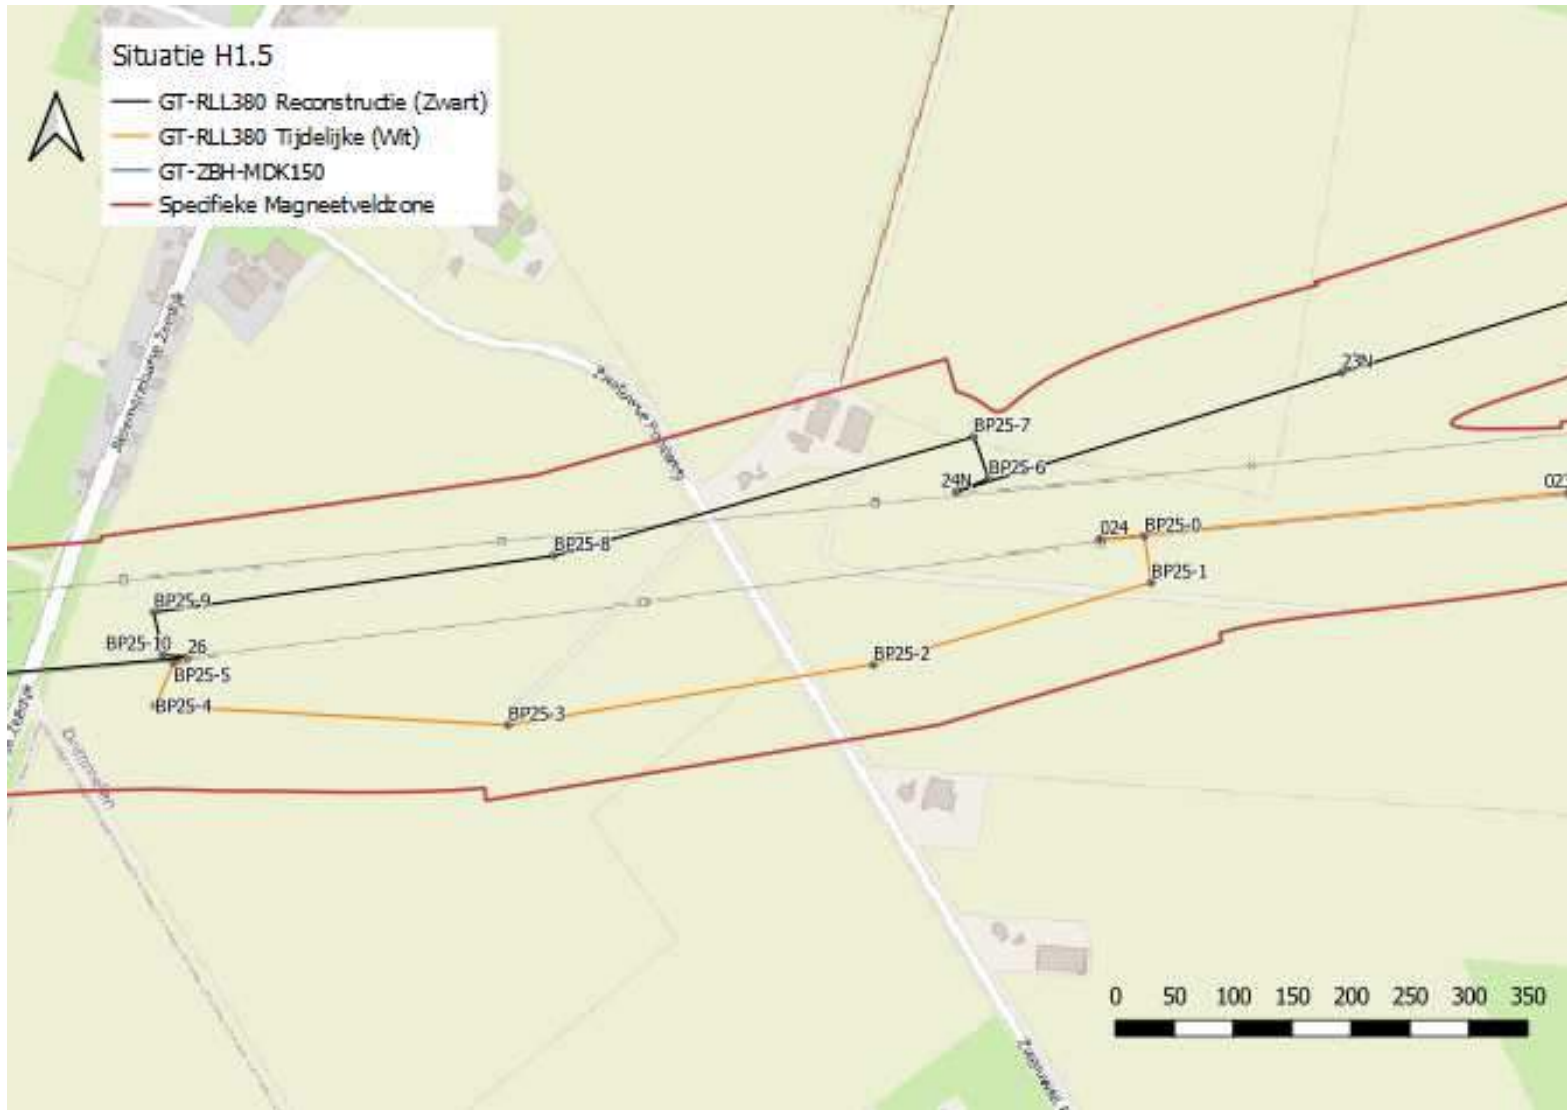 Situatie H1.5
GT-RLL380 Reconstructie (Zwart)
GT-RLL380 Tijdelijke (Wit)
GT-ZBH-MDK150
Specifieke Magneetveldzone
23N
BP25-7
BP25-6
24N
023
024
BP25-0
BP25-8
BP25-1
BP25-9
BP25-10
26
BP25-5
BP25-2
BP25-4
BP25-3
Drimmelen
0 50 100 150 200 250 300 350